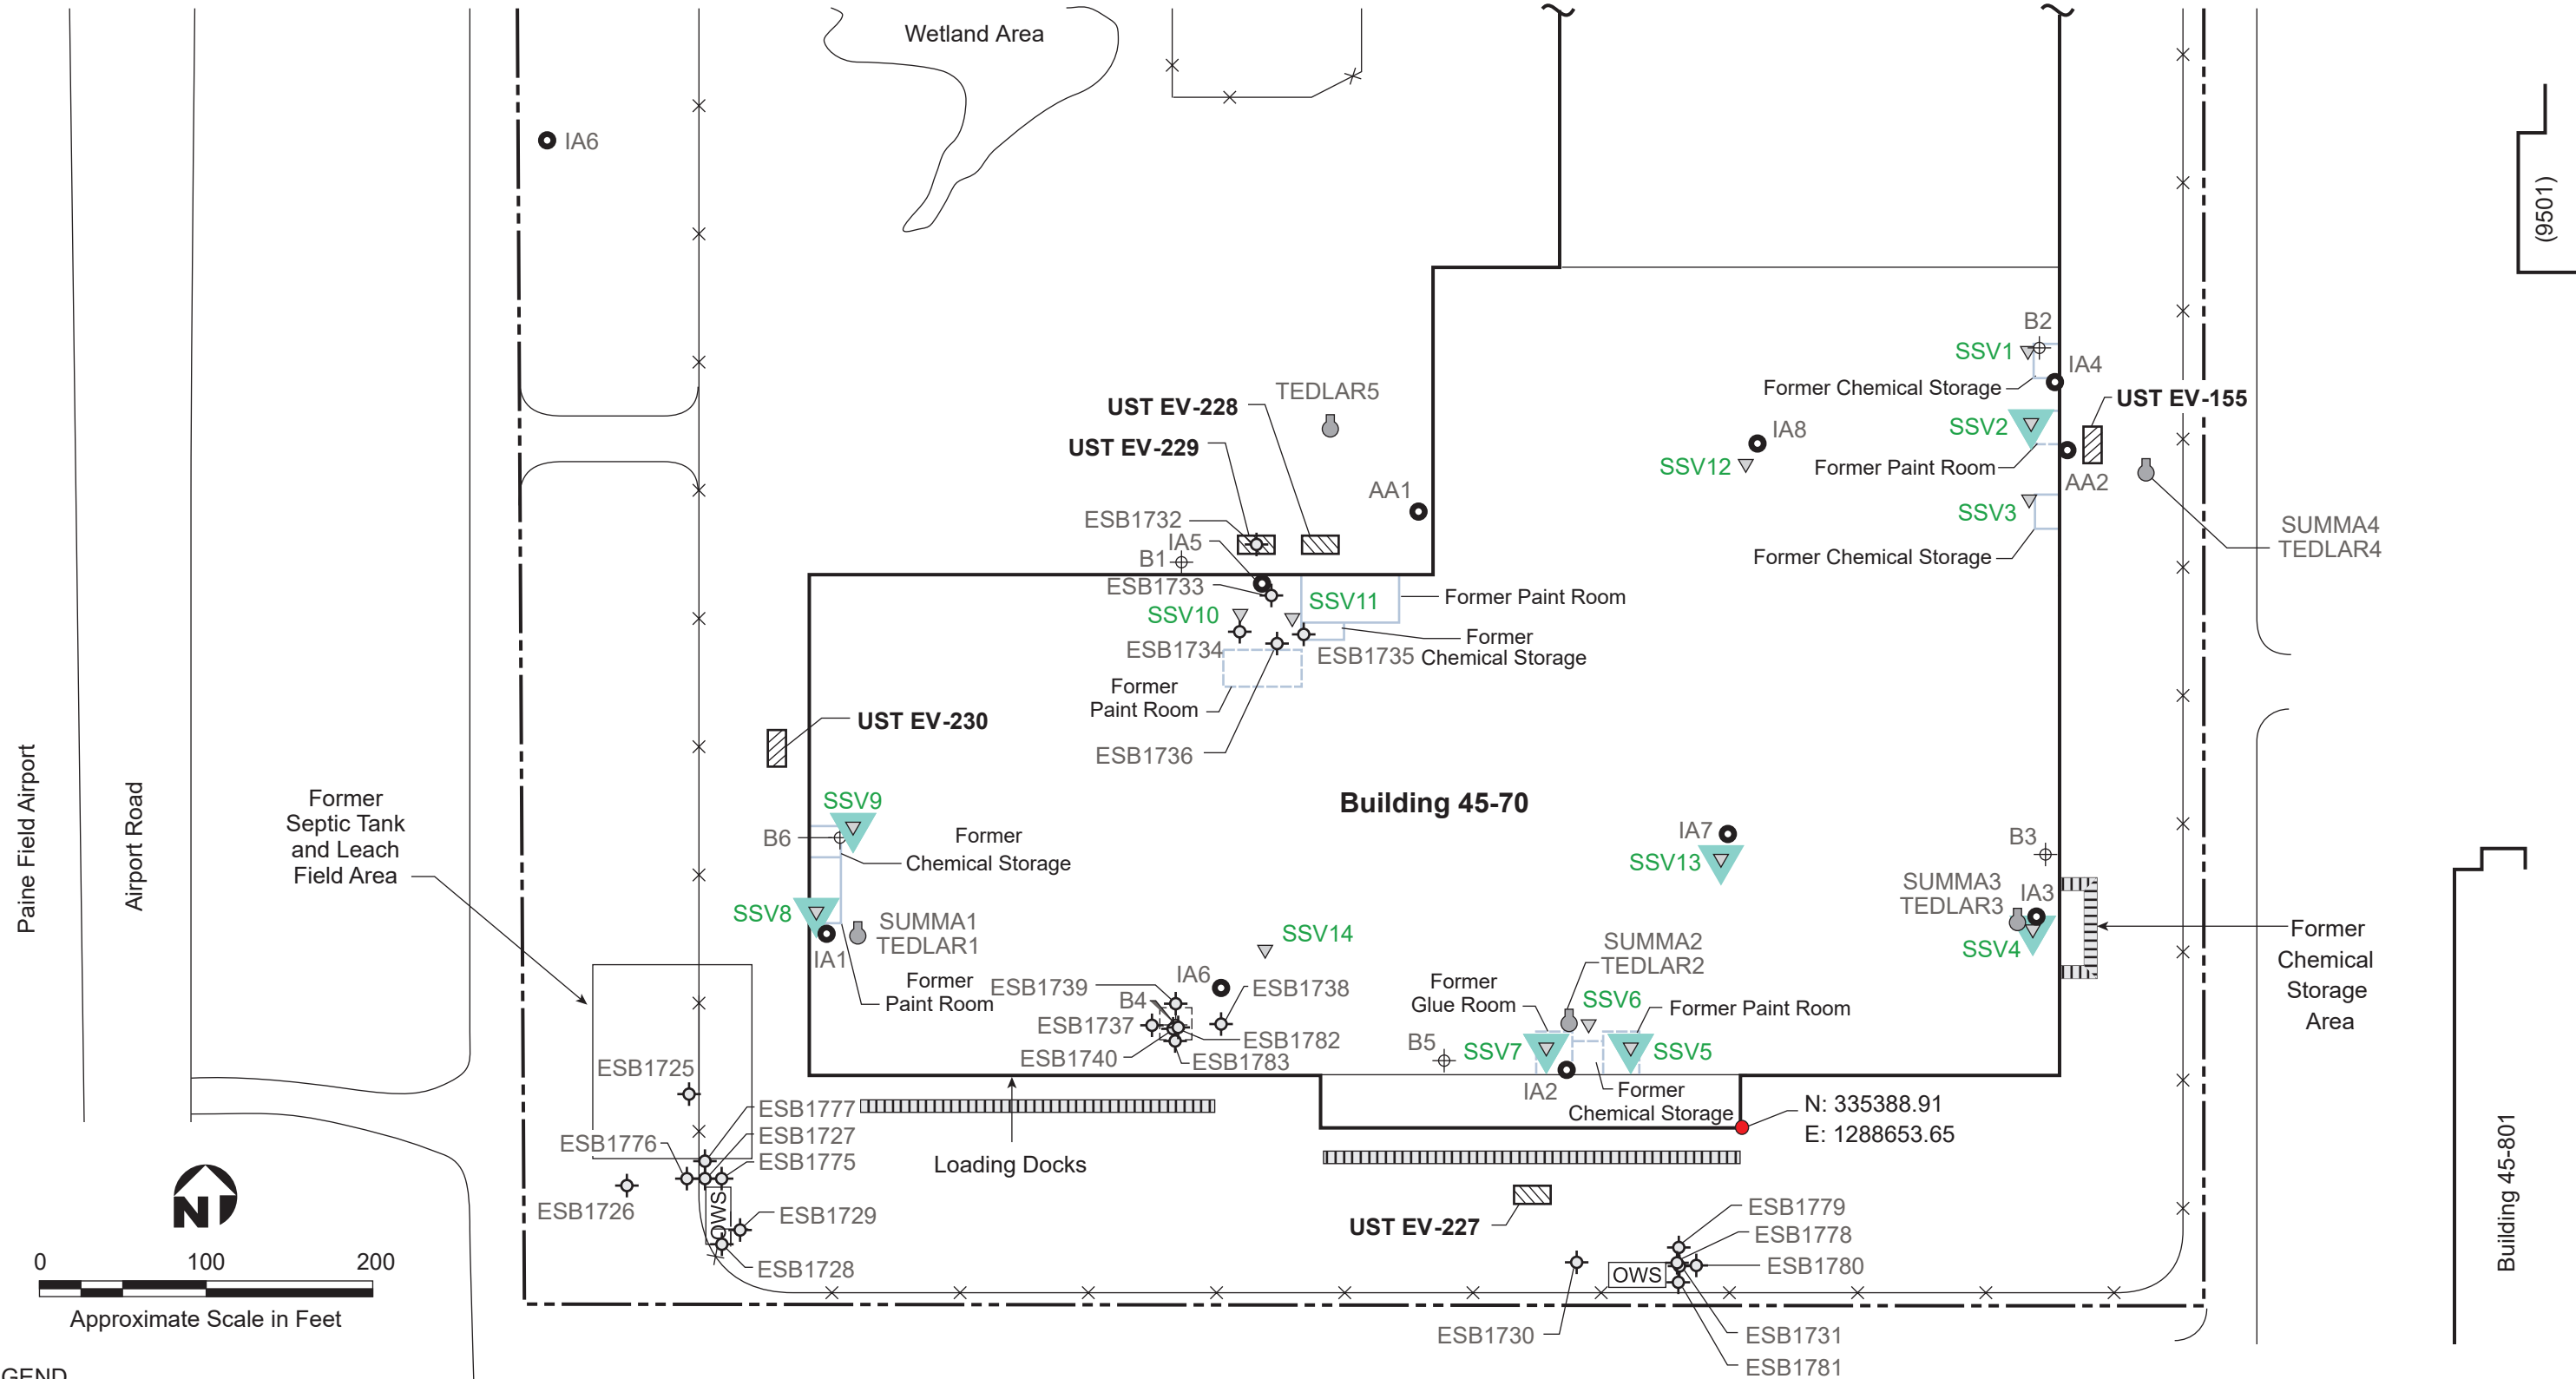 Wetland Area
IA6
(9501)
B2
SSV1
IA4
Former Chemical Storage
TEDLAR5
UST EV-228
UST EV-155
SSV2
IA8
UST EV-229
SSV12
Former Paint Room
AA2
AA1
SSV3
ESB1732
IA5
B1
SUMMA4
TEDLAR4
Former Chemical Storage
ESB1733
SSV11
Former Paint Room
SSV10
Former
Chemical Storage
ESB1734
ESB1735
Former
Paint Room
UST EV-230
ESB1736
Paine Field Airport
Airport Road
Former
Septic Tank
and Leach
Field Area
SSV9
Building 45-70
B6
Former
Chemical Storage
IA7
SSV13
B3
SUMMA3
TEDLAR3
IA3
SSV4
SSV8
SUMMA1
TEDLAR1
IA1
Former
Chemical
Storage
Area
SSV14
SUMMA2
TEDLAR2
Former
Paint Room
IA6
ESB1739
ESB1738
B4
Former
Glue Room
SSV6
Former Paint Room
ESB1737
ESB1782
ESB1740
ESB1783
B5
SSV7
SSV5
IA2
Former
Chemical Storage
ESB1725
N: 335388.91
E: 1288653.65
ESB1777
ESB1727
ESB1776
ESB1775
Loading Docks
Building 45-801
N
ESB1726
OWS
ESB1729
ESB1728
UST EV-227
ESB1779
ESB1778
OWS
ESB1780
0 100 200
Approximate Scale in Feet
ESB1730
ESB1731
ESB1781
GEND